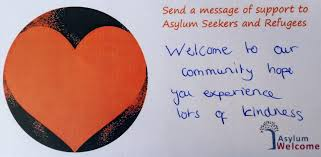 Send a message of support to
Asylum Seekers and Refugees
Welcome to our
community hope
you experience
lots of kindness
Asylum
Welcome